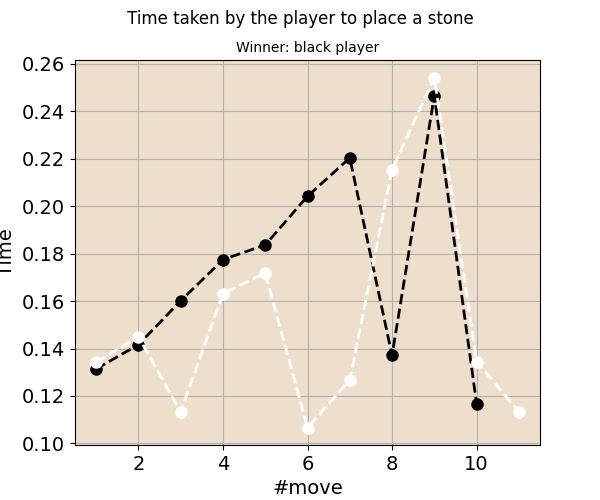 Time taken by the player to place a stone
Winner: black player
0.26
0.24
0.22
0.20
0.18
0.16
0.14
0.12
0.10
Time
2 4 6 8 10
#move